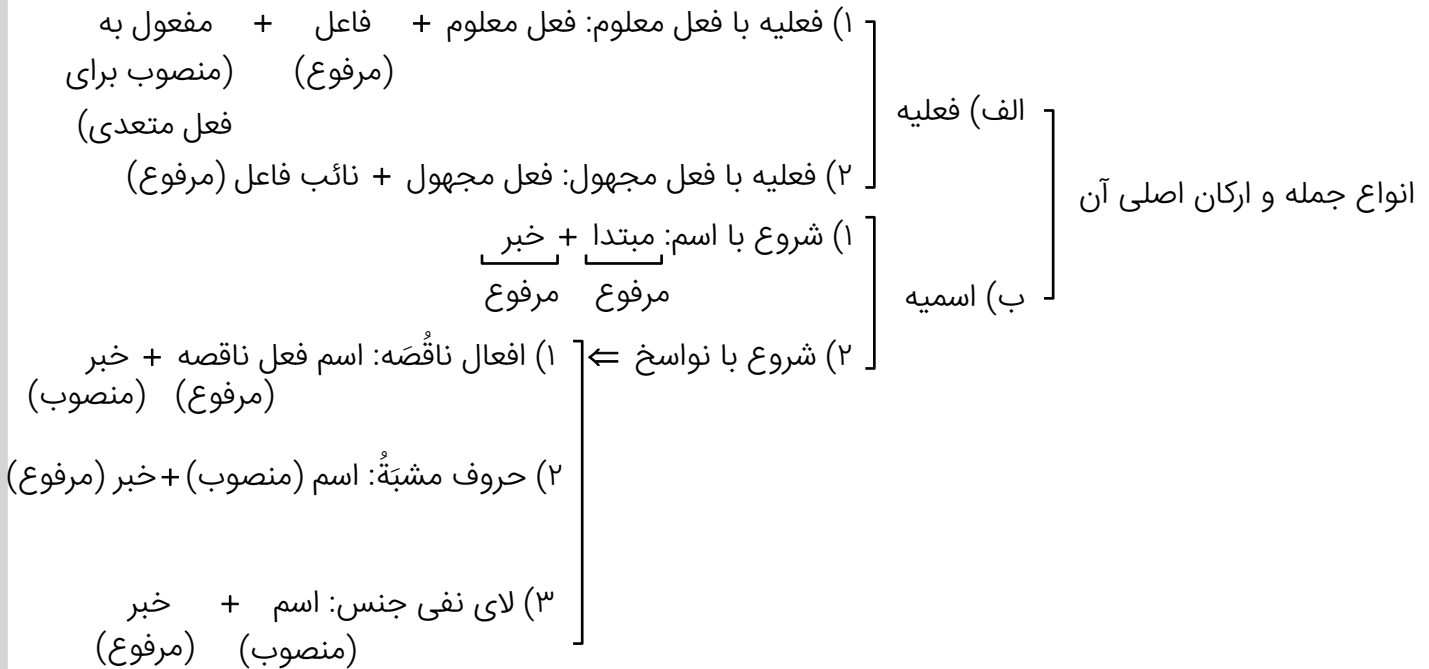 ۱) فعلیه با فعل معلوم: فعل معلوم + فاعل + مفعول به
(مرفوع) (منصوب برای
فعل متعدی)
الف) فعلیه
۲) فعلیه با فعل مجهول: فعل مجهول + نائب فاعل (مرفوع)
انواع جمله و ارکان اصلی آن
۱) شروع با اسم: مبتدا + خبر
مرفوع مرفوع
ب) اسمیه
۲) شروع با نواسخ ⇐ ۱) افعال ناقُصَه: اسم فعل ناقصه + خبر
(مرفوع) (منصوب)
۲) حروف مشبَةُ: اسم (منصوب) + خبر (مرفوع)
۳) لای نفی جنس: اسم + خبر
(منصوب) (مرفوع)